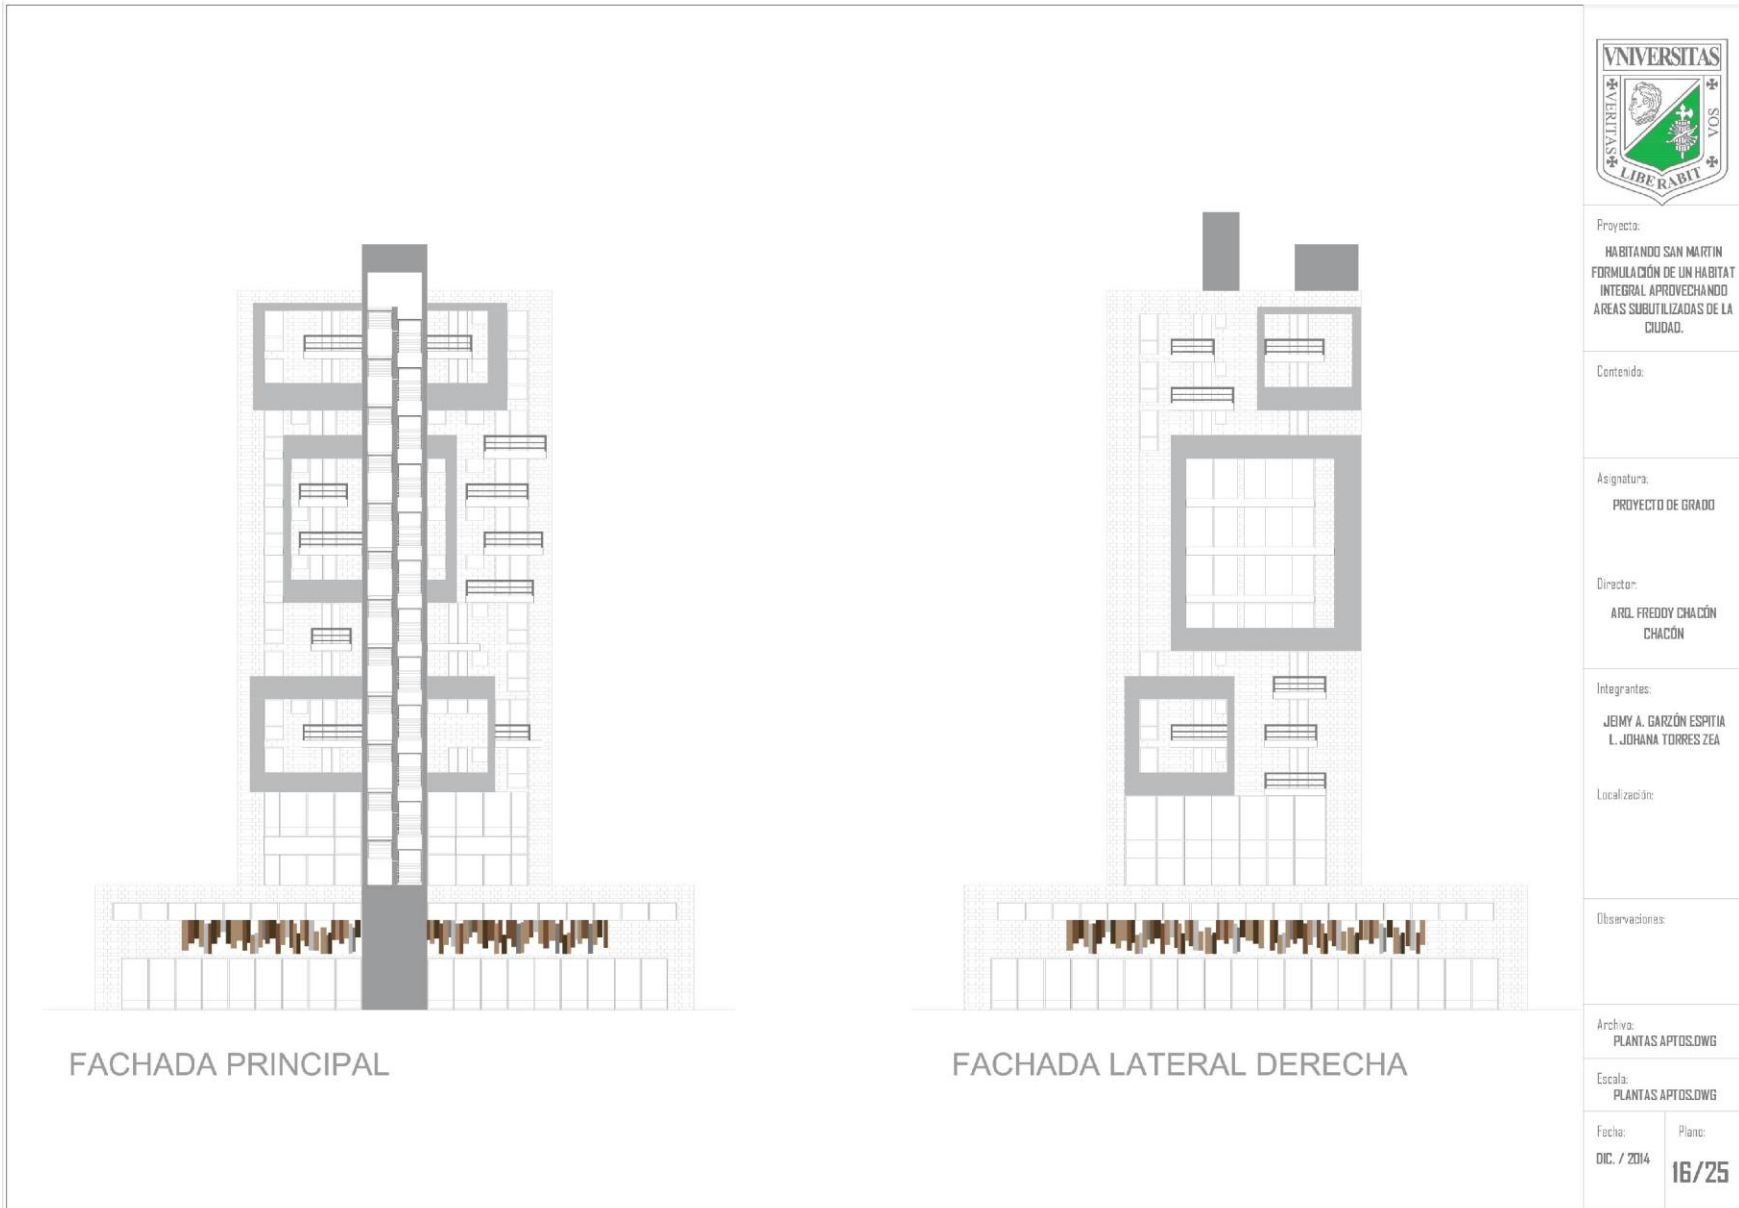 VNIVERSITAS
VERITAS
VOS
LIBERABIT
Proyecto:
HABITANDO SAN MARTIN
FORMULACIÓN DE UN HABITAT
INTEGRAL APROVECHANDO
AREAS SUBUTILIZADAS DE LA
CIUDAD.
Contenido:
Asignatura:
PROYECTO DE GRADO
Director:
ARQ. FREDDY CHACÓN
CHACÓN
Integrantes:
JEIMY A. GARZÓN ESPITIA
L. JOHANA TORRES ZEA
Localización:
Observaciones:
Archivo:
PLANTAS APTOS.DWG
Escala:
PLANTAS APTOS.DWG
Fecha:
DIC. / 2014
Plano:
16/25
FACHADA PRINCIPAL
FACHADA LATERAL DERECHA